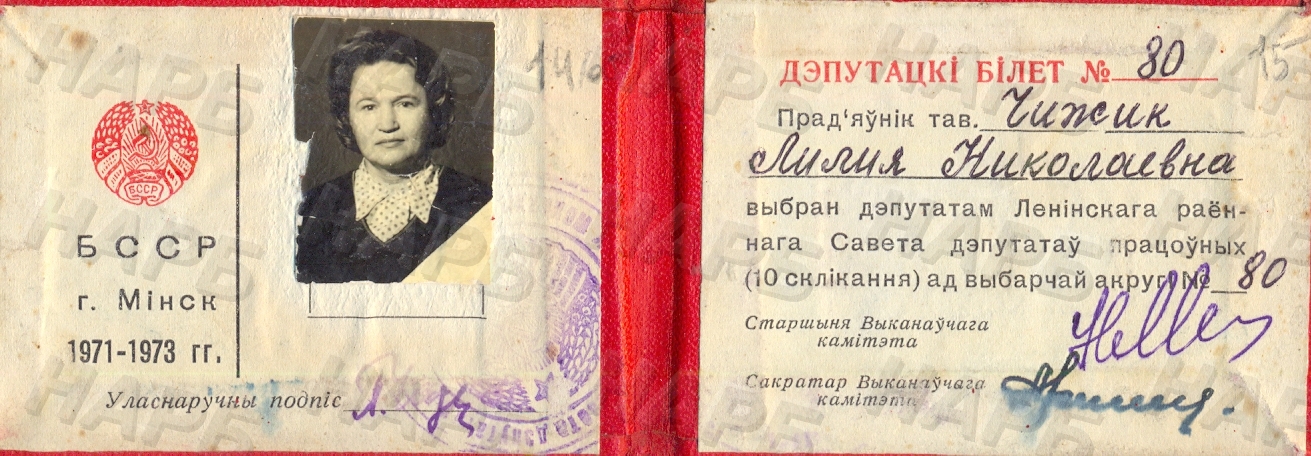 БССР
БССР
г. Мінск
1971-1973 гг.
Уласнаручны подпіс
ДЭПУТАЦКІ БІЛЕТ № 80
15
Прад‘яўнік тав. Чижик
Лилия Николаевна
выбран дэпутатам Ленінскага раён-
нага Савета дэпутатаў працоўных
(10 склікання) ад выбарчай акругі № 80
Старшыня Выканаўчага
камітэта
Сакратар Выканаўчага
камітэта
НАРБ